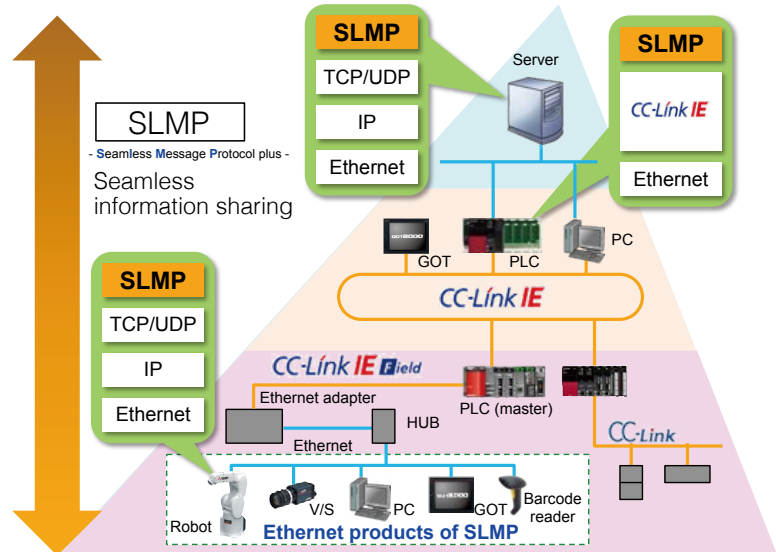 SLMP
TCP/UDP
IP
Ethernet
Server
SLMP
CC-Link IE
Ethernet
SLMP
- Seamless Message Protocol plus -
Seamless
information sharing
GOT2000
GOT
PLC
PC
CC-Link IE
SLMP
TCP/UDP
IP
Ethernet
CC-Link IE Field
Ethernet adapter
PLC (master)
HUB
Ethernet
CC-Link
Robot
V/S
PC
GOT
Barcode
reader
Ethernet products of SLMP